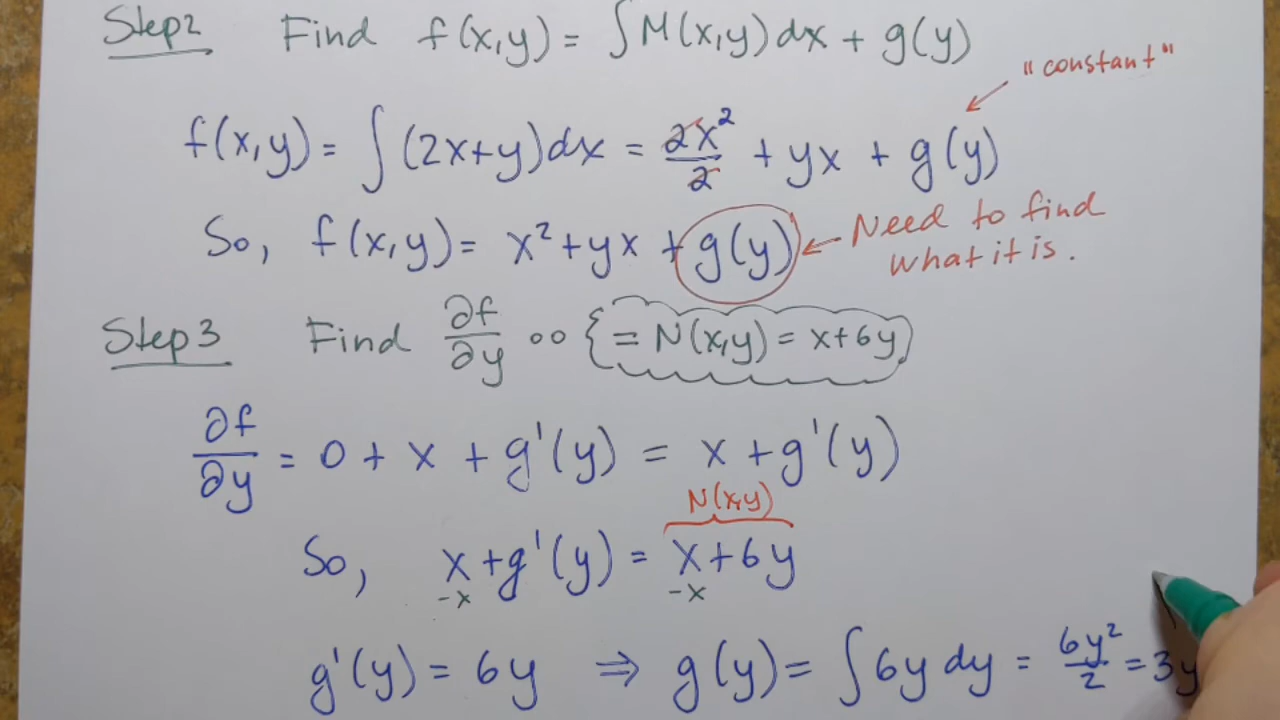 Step2 Find f(x,y) = ∫M(x,y)dx + g(y)
"constant"
f(x,y) = ∫(2x+y)dx = 2x²/2 + yx + g(y)
So, f(x,y) = x²+yx + g(y) ← Need to find
what it is.
Step3 Find ∂f/∂y { = N(x,y) = x+6y
∂f/∂y = 0 + x + g'(y) = x + g'(y)
N(x,y)
So, x+g'(y) = x+6y
-x -x
g'(y) = 6y ⇒ g(y) = ∫6y dy = 6y²/2 = 3y